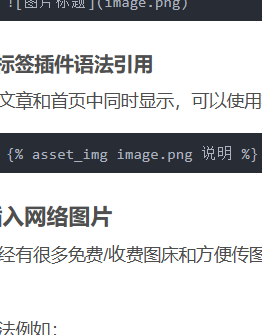 ![图片标题](image.png)
标签插件语法引用
文章和首页中同时显示，可以使用
{% asset_img image.png 说明 %}
插入网络图片
经有很多免费/收费图床和方便传图
法例如：